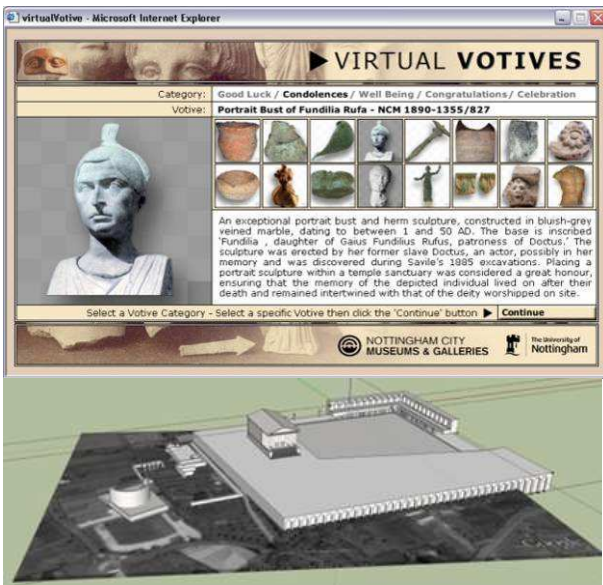 virtualVotive - Microsoft Internet Explorer
VIRTUAL VOTIVES
Category: Good Luck / Condolences / Well Being / Congratulations / Celebration
Votive: Portrait Bust of Fundilia Rufa - NCM 1890-1355/827
An exceptional portrait bust and herm sculpture, constructed in bluish-grey
veined marble, dating to between 1 and 50 AD. The base is inscribed
'Fundilia , daughter of Gaius Fundilius Rufus, patroness of Doctus.' The
sculpture was erected by her former slave Doctus, an actor, possibly in her
memory and was discovered during Savile's 1885 excavations. Placing a
portrait sculpture within a temple sanctuary was considered a great honour,
ensuring that the memory of the depicted individual lived on after their
death and remained intertwined with that of the deity worshipped on site.
Select a Votive Category - Select a specific Votive then click the 'Continue' button ▶ Continue
NOTTINGHAM CITY
MUSEUMS & GALLERIES
The University of
Nottingham
Google